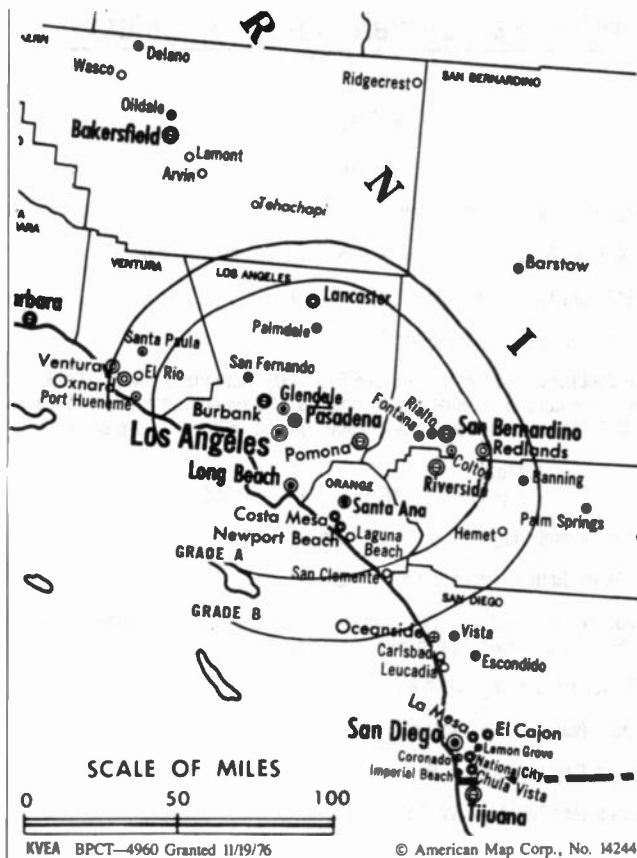 R
Delano
Wasco
Ridgecrest
SAN BERNARDINO
Oildale
Bakersfield
Lamont
Arvin
N
Tehachapi
VENTURA
LOS ANGELES
Barstow
I
Lancaster
Palmdale
Santa Paula
San Fernando
Ventura
El Rio
Oxnard
Port Hueneme
Glendele
Burbank
Pasadena
Fontana
Rialto
San Bernardino
Los Angeles
Pomona
Redlands
Colton
Riverside
Banning
Long Beach
ORANGE
Santa Ana
Palm Springs
Costa Mesa
Newport Beach
Laguna
Beach
Hemet
GRADE A
San Clemente
SAN DIEGO
GRADE B
Oceanside
Vista
Carlsbad
Leucadia
Escondido
La Mesa
El Cajon
San Diego
Lemon Grove
Coronado
National City
Imperial Beach
Chula Vista
Tijuana
SCALE OF MILES
0 50 100
KVEA BPCT—4960 Granted 11/19/76 © American Map Corp., No. 14244